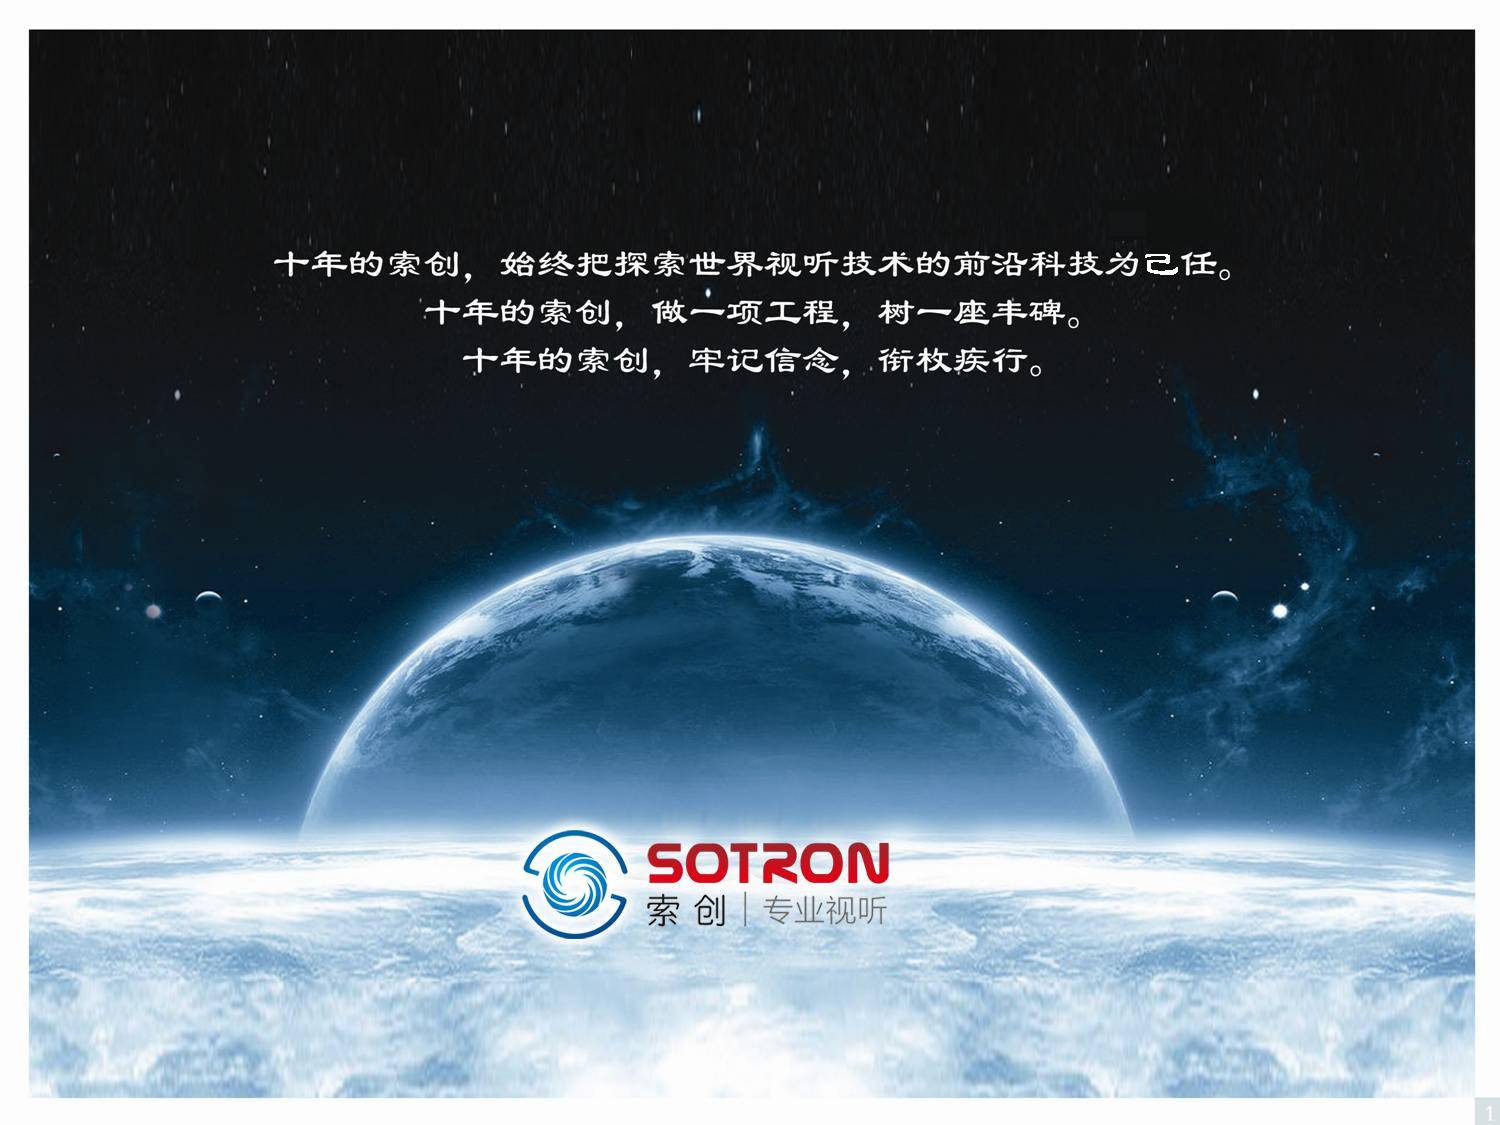 十年的索创，始终把探索世界视听技术的前沿科技为己任。
十年的索创，做一项工程，树一座丰碑。
十年的索创，牢记信念，衔枚疾行。
SOTRON
索创|专业视听
1